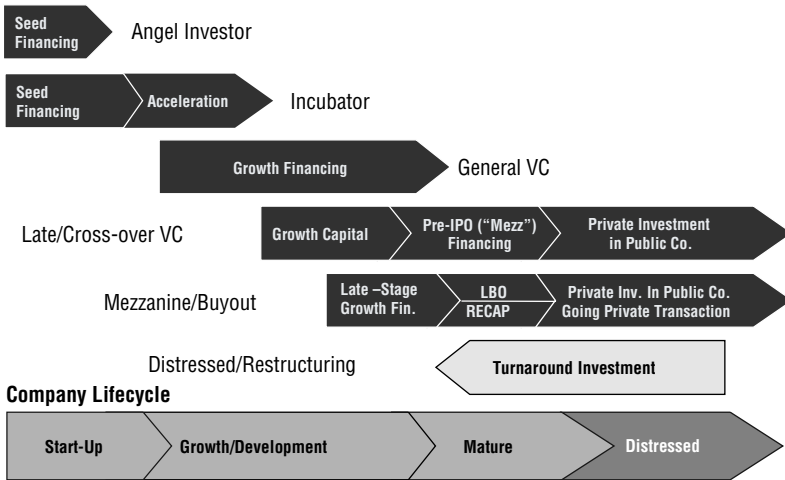 Seed
Financing
Angel Investor
Seed
Financing
Acceleration
Incubator
Growth Financing
General VC
Late/Cross-over VC
Growth Capital
Pre-IPO (“Mezz”)
Financing
Private Investment
in Public Co.
Mezzanine/Buyout
Late –Stage
Growth Fin.
LBO
RECAP
Private Inv. In Public Co.
Going Private Transaction
Distressed/Restructuring
Turnaround Investment
Company Lifecycle
Start-Up
Growth/Development
Mature
Distressed